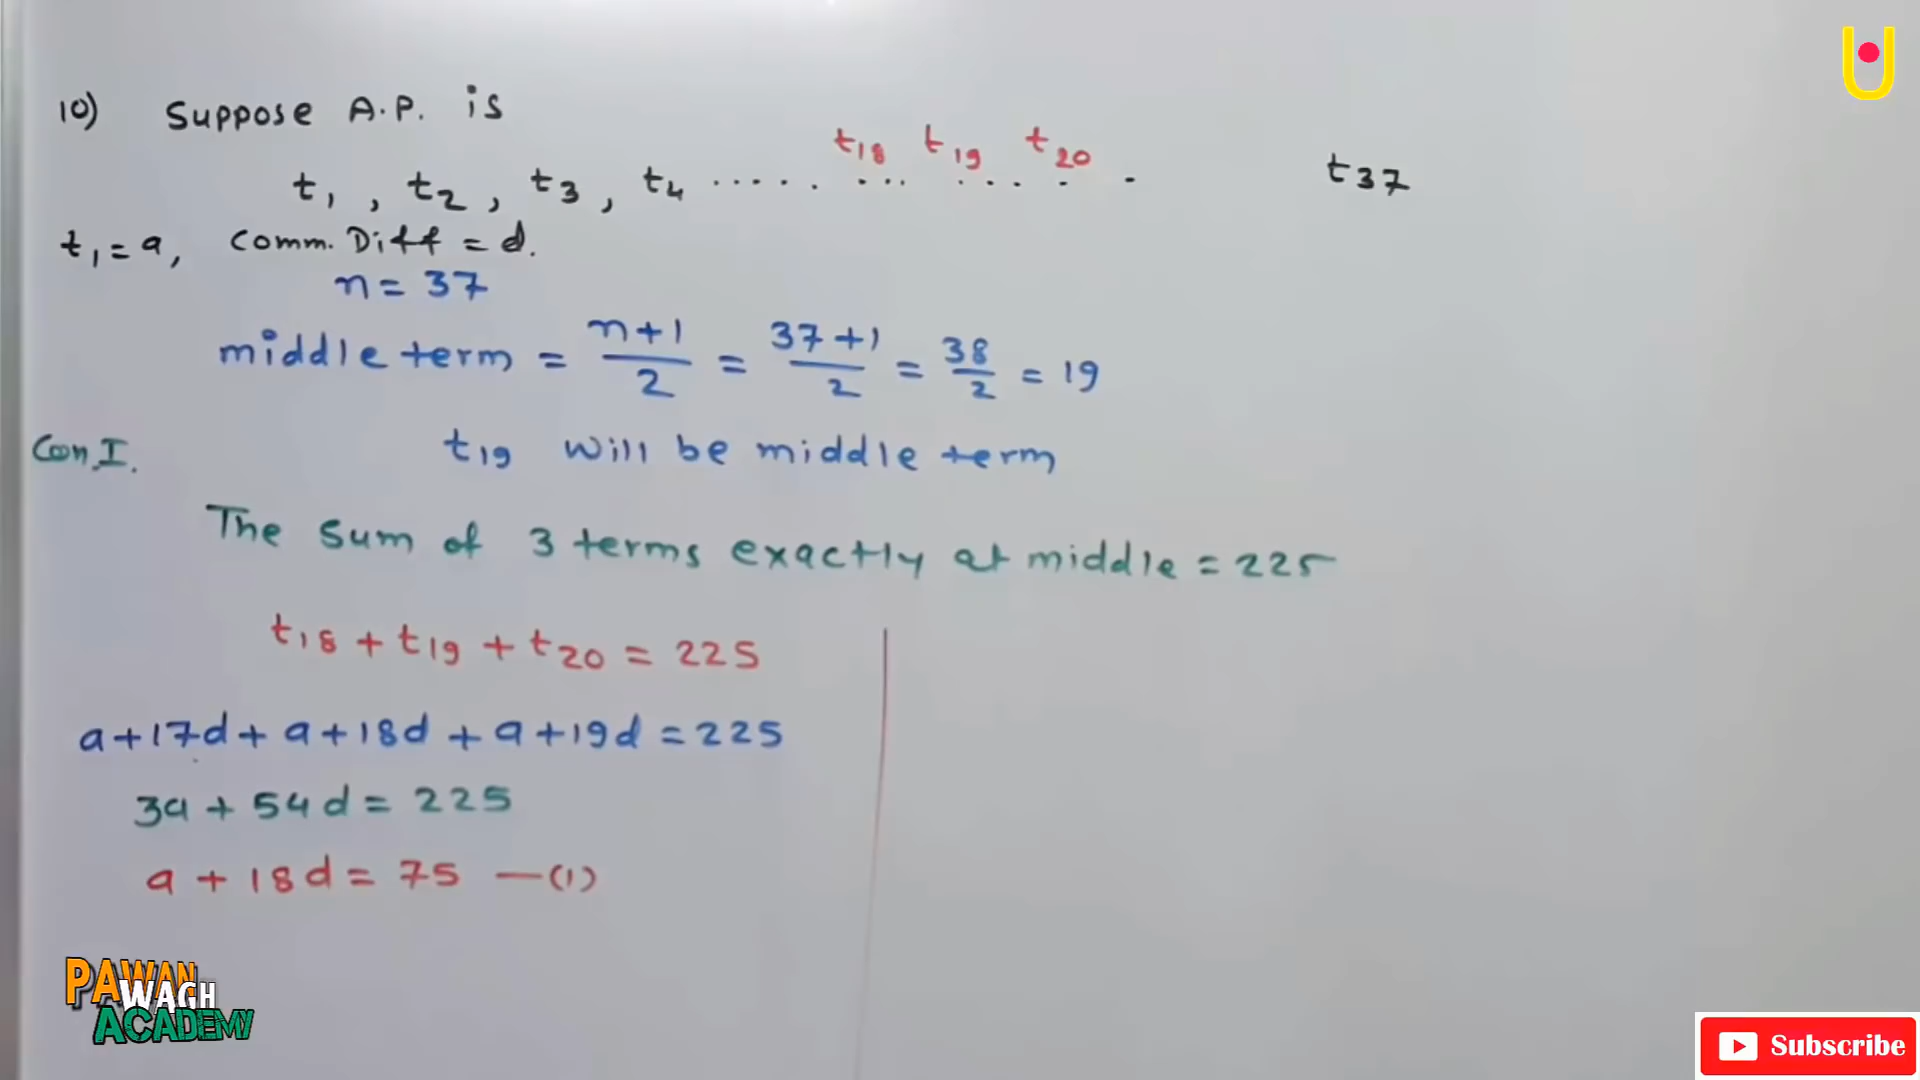 10) Suppose A.P. is
t18 t19 t20
t1, t2, t3, t4 ..... ... .... . . t37
t1 = a, Comm. Diff = d.
n = 37
middle term = n+1/2 = 37+1/2 = 38/2 = 19
Con I. t19 will be middle term
The sum of 3 terms exactly at middle = 225
t18 + t19 + t20 = 225
a+17d + a+18d + a+19d = 225
3a + 54d = 225
a + 18d = 75 —(1)
PAWAN
WAGH
ACADEMY
Subscribe